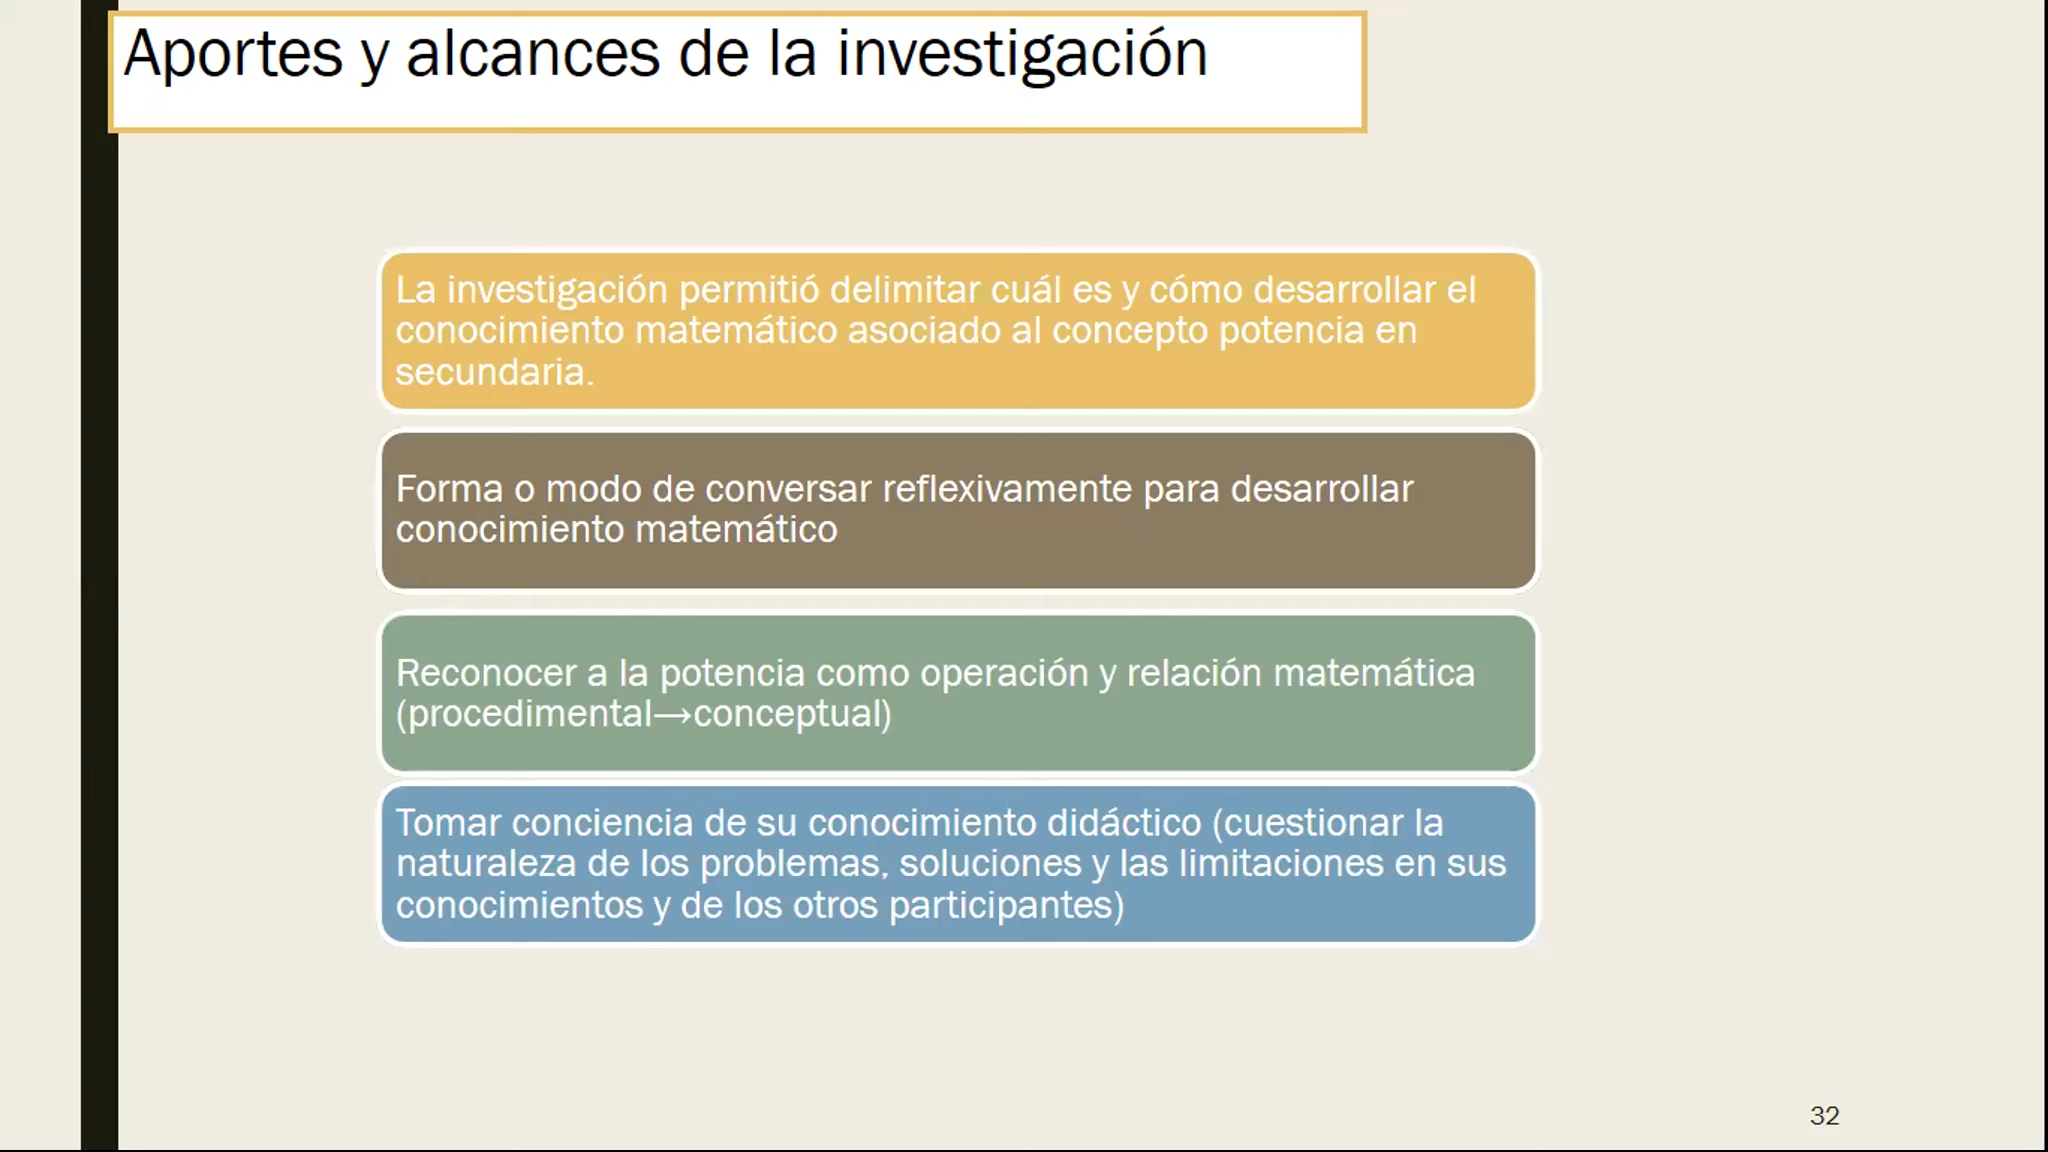 Aportes y alcances de la investigación
La investigación permitió delimitar cuál es y cómo desarrollar el
conocimiento matemático asociado al concepto potencia en
secundaria.
Forma o modo de conversar reflexivamente para desarrollar
conocimiento matemático
Reconocer a la potencia como operación y relación matemática
(procedimental→conceptual)
Tomar conciencia de su conocimiento didáctico (cuestionar la
naturaleza de los problemas, soluciones y las limitaciones en sus
conocimientos y de los otros participantes)
32